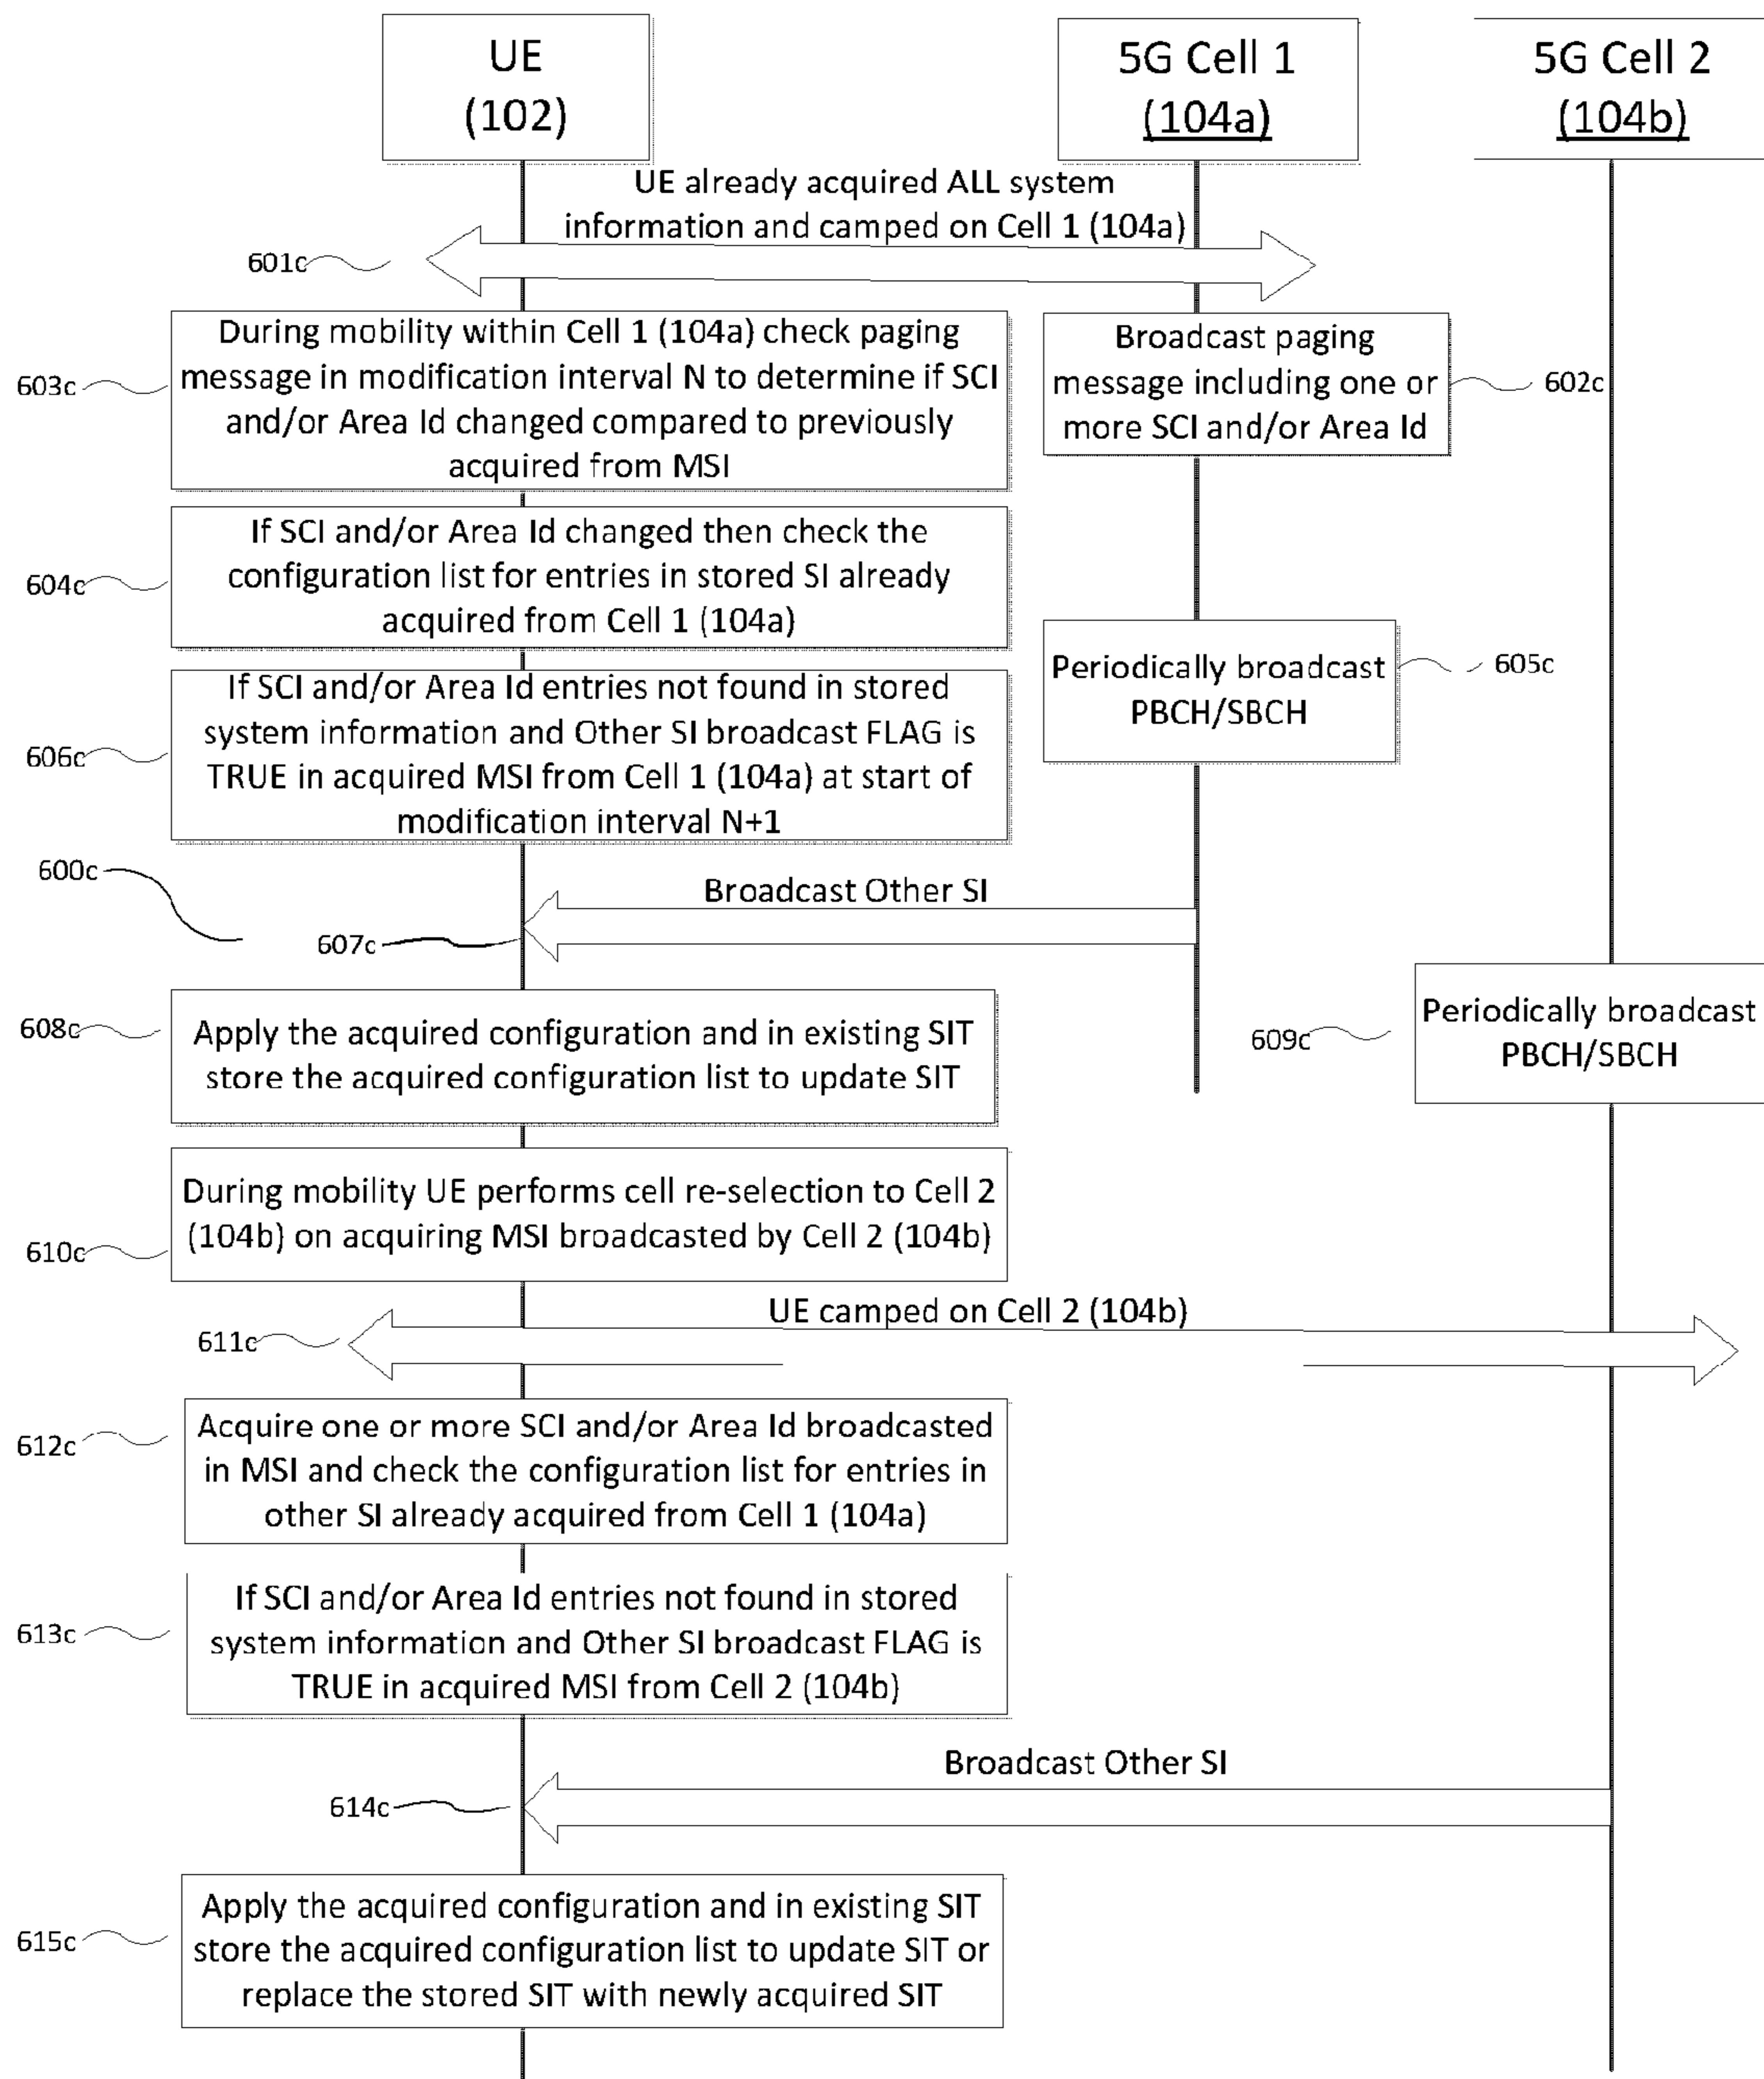 UE
(102)
5G Cell 1
(104a)
5G Cell 2
(104b)
UE already acquired ALL system
information and camped on Cell 1 (104a)
601c
During mobility within Cell 1 (104a) check paging
message in modification interval N to determine if SCI
and/or Area Id changed compared to previously
acquired from MSI
603c
Broadcast paging
message including one or
more SCI and/or Area Id
602c
If SCI and/or Area Id changed then check the
configuration list for entries in stored SI already
acquired from Cell 1 (104a)
604c
Periodically broadcast
PBCH/SBCH
605c
If SCI and/or Area Id entries not found in stored
system information and Other SI broadcast FLAG is
TRUE in acquired MSI from Cell 1 (104a) at start of
modification interval N+1
606c
600c
Broadcast Other SI
607c
Apply the acquired configuration and in existing SIT
store the acquired configuration list to update SIT
608c
Periodically broadcast
PBCH/SBCH
609c
During mobility UE performs cell re-selection to Cell 2
(104b) on acquiring MSI broadcasted by Cell 2 (104b)
610c
UE camped on Cell 2 (104b)
611c
Acquire one or more SCI and/or Area Id broadcasted
in MSI and check the configuration list for entries in
other SI already acquired from Cell 1 (104a)
612c
If SCI and/or Area Id entries not found in stored
system information and Other SI broadcast FLAG is
TRUE in acquired MSI from Cell 2 (104b)
613c
Broadcast Other SI
614c
Apply the acquired configuration and in existing SIT
store the acquired configuration list to update SIT or
replace the stored SIT with newly acquired SIT
615c